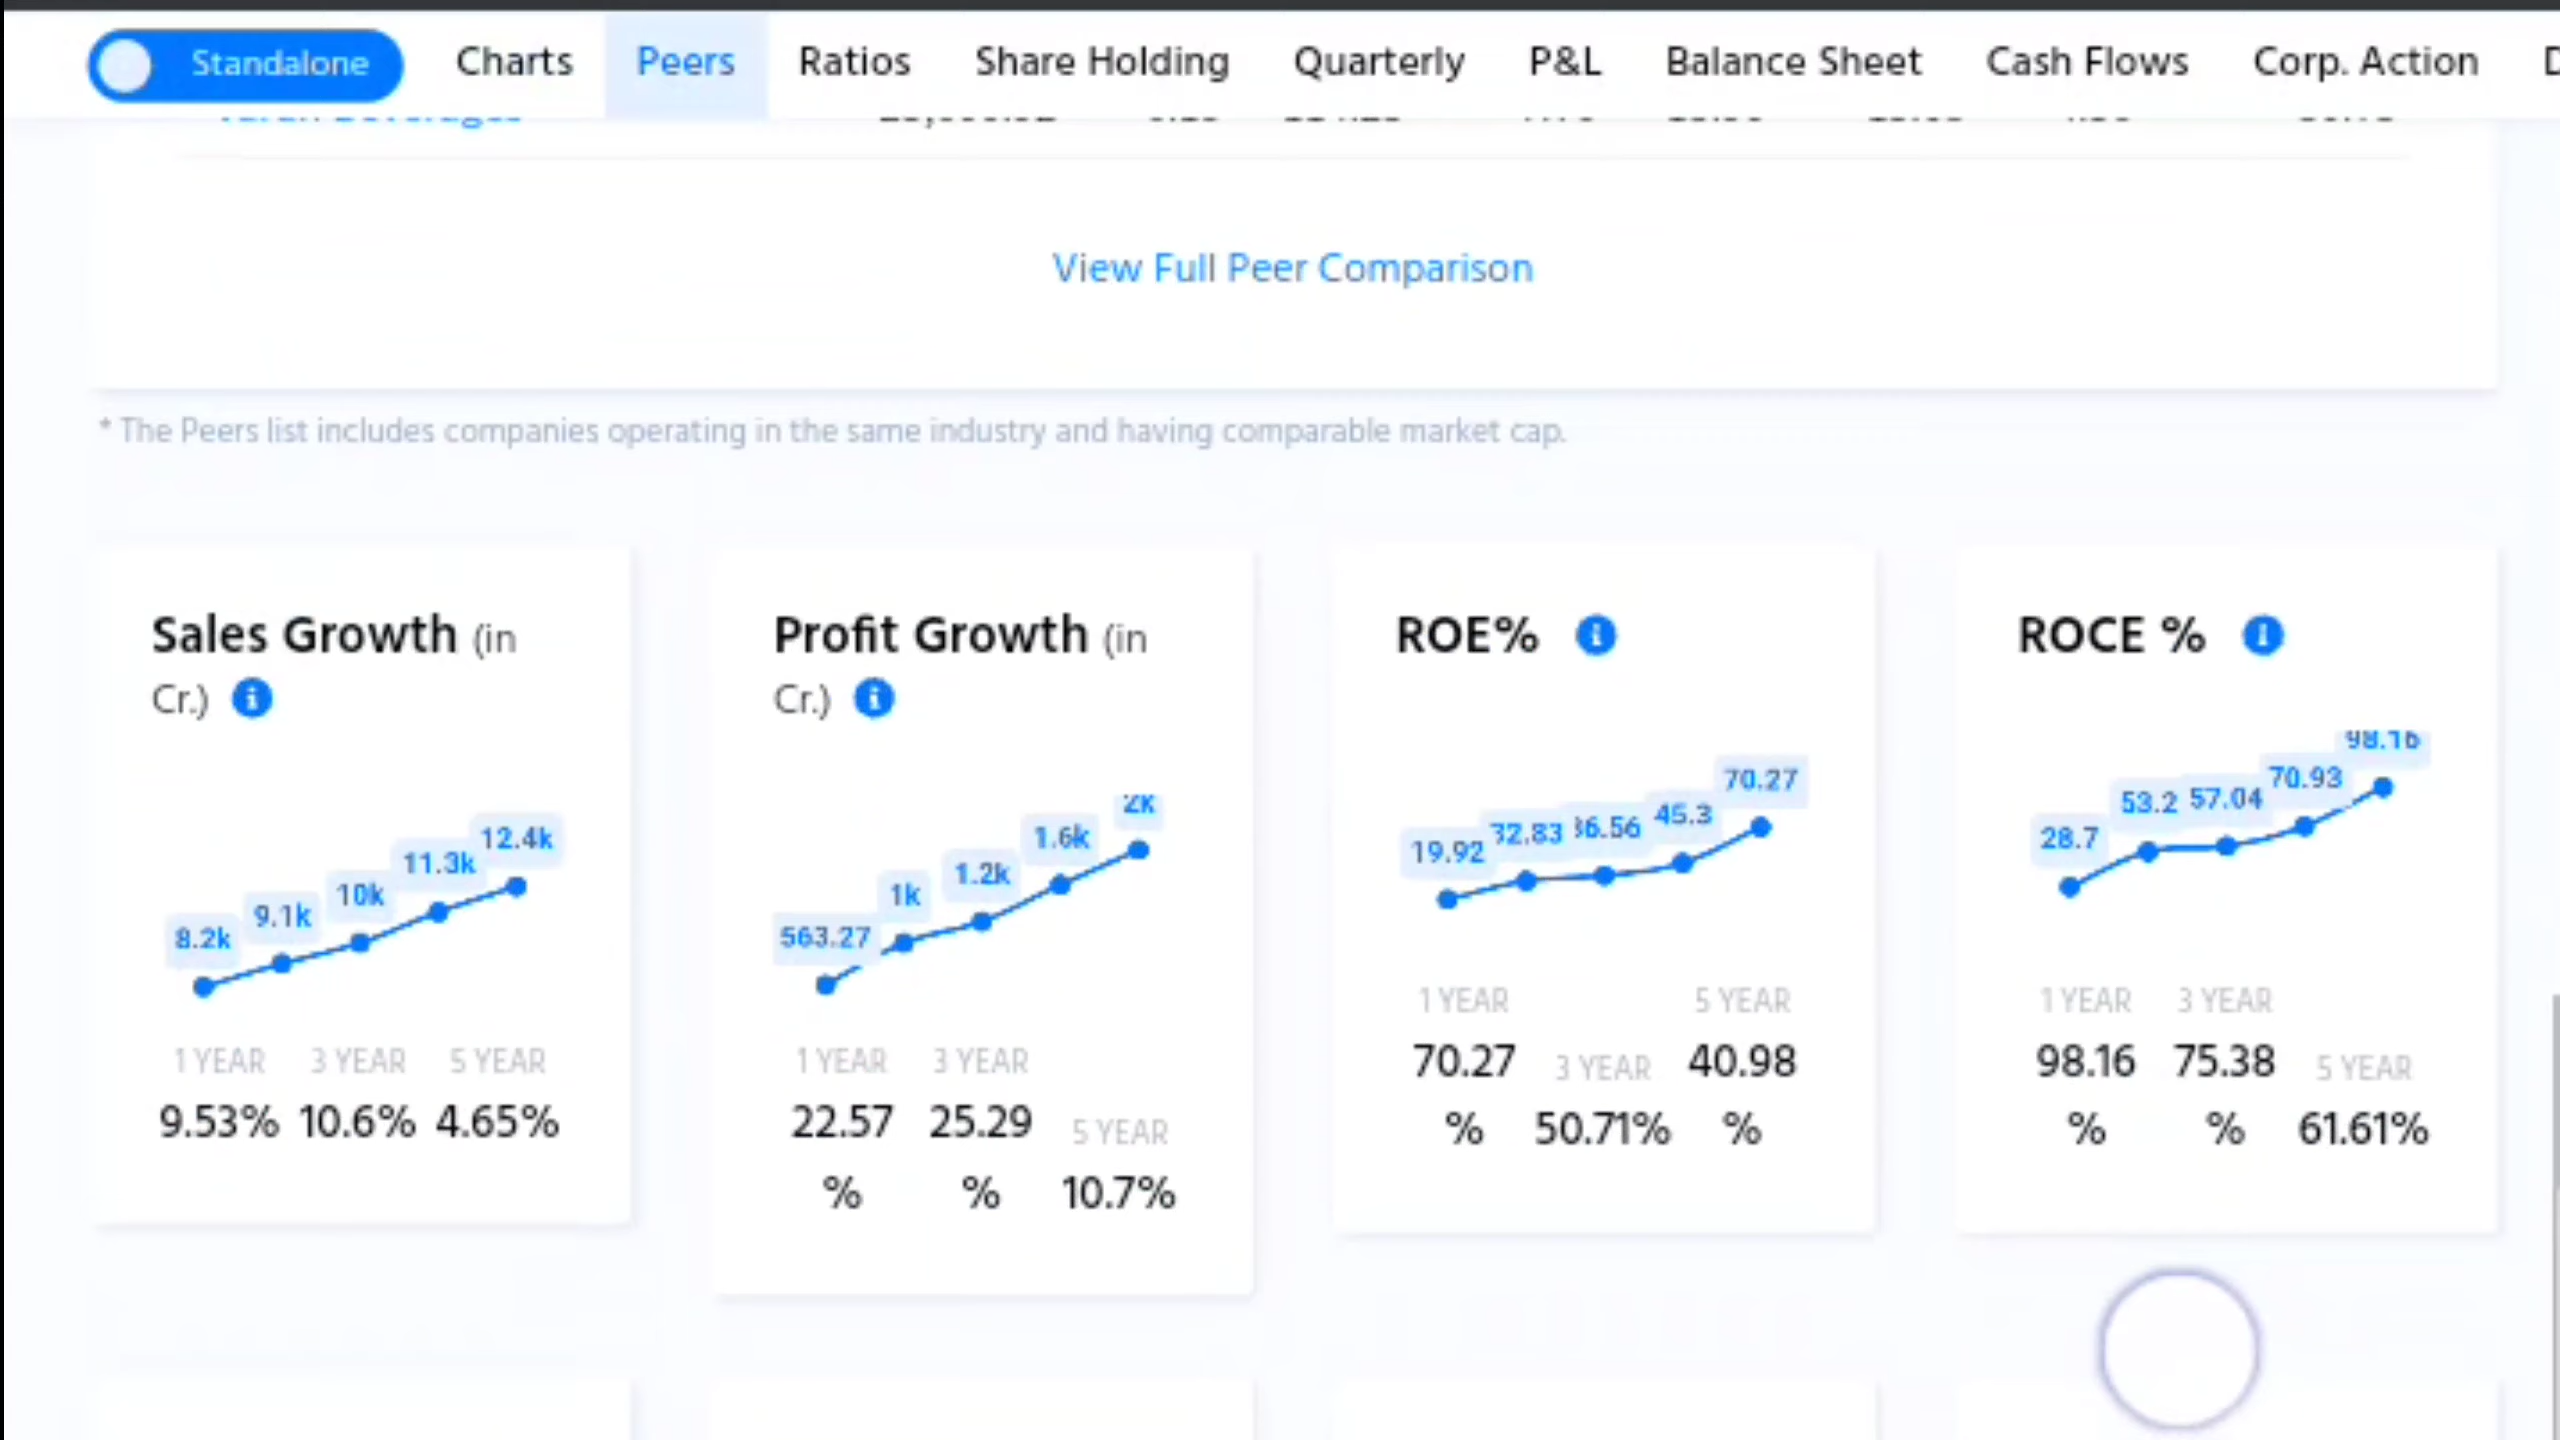 Standalone Charts Peers Ratios Share Holding Quarterly P&L Balance Sheet Cash Flows Corp. Action
View Full Peer Comparison
* The Peers list includes companies operating in the same industry and having comparable market cap.
Sales Growth (in
Cr.)
8.2k 9.1k 10k 11.3k 12.4k
1 YEAR 3 YEAR 5 YEAR
9.53% 10.6% 4.65%
Profit Growth (in
Cr.)
563.27 1k 1.2k 1.6k 2k
1 YEAR 3 YEAR
22.57 25.29 5 YEAR
% % 10.7%
ROE%
19.92 32.83 36.56 45.3 70.27
1 YEAR 5 YEAR
70.27 3 YEAR 40.98
% 50.71% %
ROCE %
28.7 53.2 57.04 70.93 98.16
1 YEAR 3 YEAR
98.16 75.38 5 YEAR
% % 61.61%